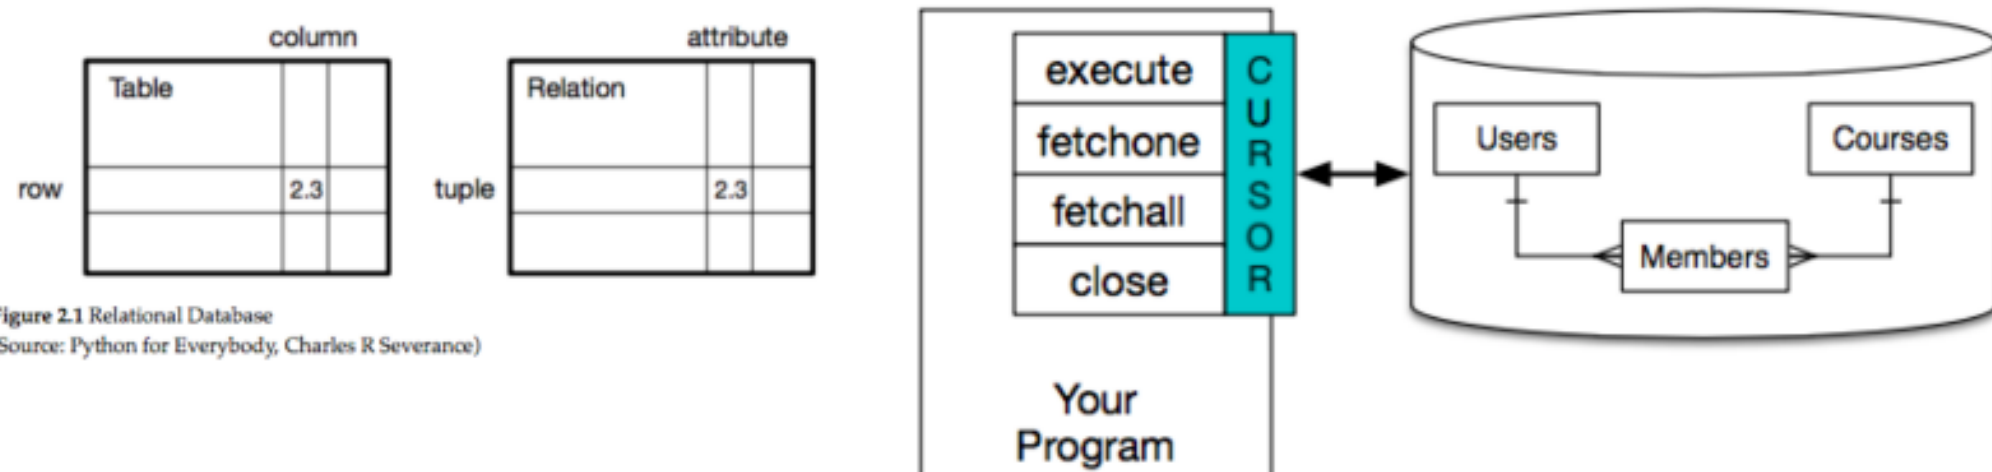 column
Table
row
2.3
attribute
Relation
tuple
2.3
igure 2.1 Relational Database
Source: Python for Everybody, Charles R Severance)
execute
fetchone
fetchall
close
CURSOR
Your
Program
Users
Courses
Members